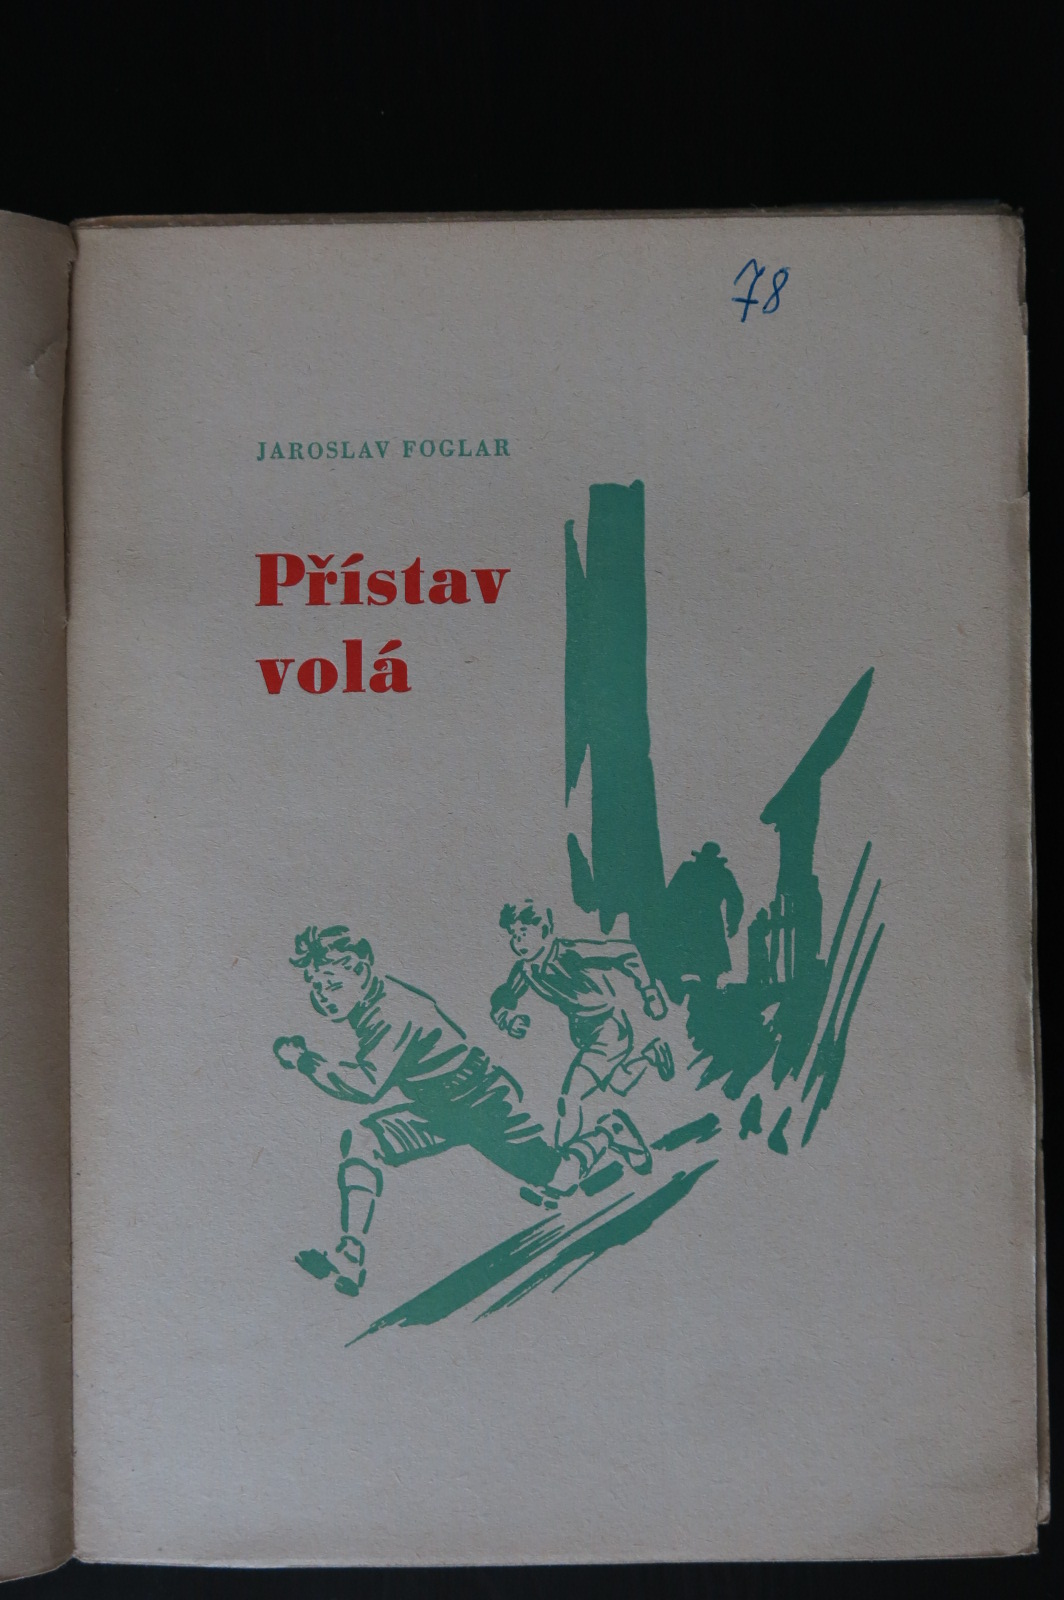 78
JAROSLAV FOGLAR
Přístav
volá